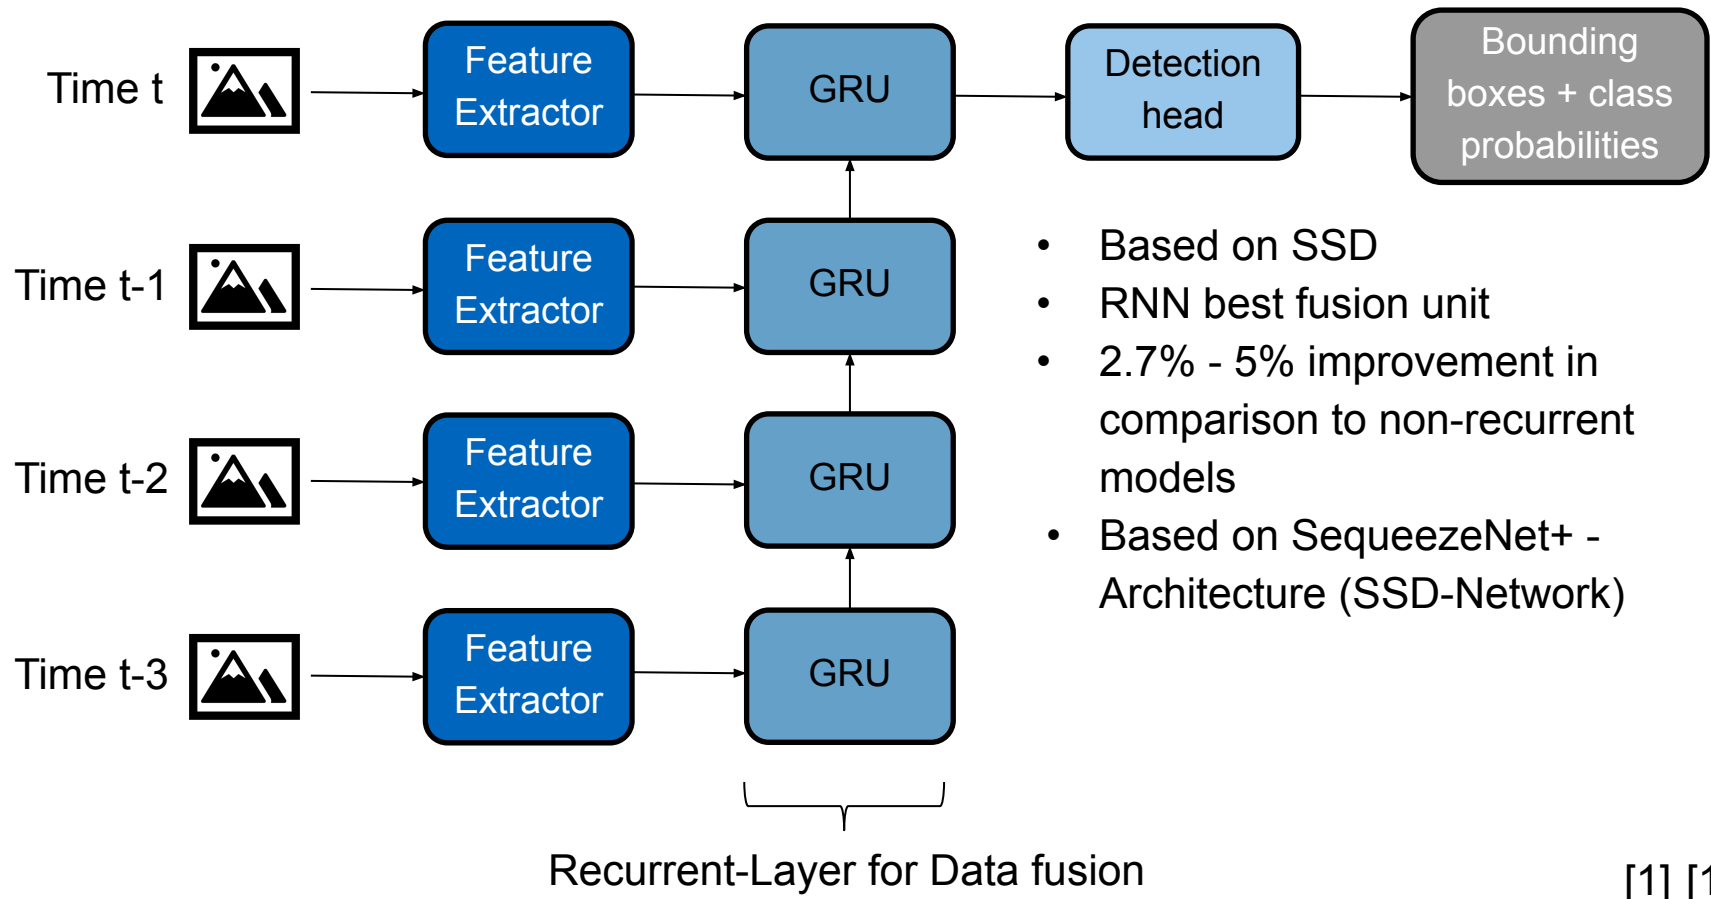 Time t
Feature
Extractor
GRU
Detection
head
Bounding
boxes + class
probabilities
Time t-1
Feature
Extractor
GRU
Time t-2
Feature
Extractor
GRU
Time t-3
Feature
Extractor
GRU
• Based on SSD
• RNN best fusion unit
• 2.7% - 5% improvement in
comparison to non-recurrent
models
• Based on SequeezeNet+ -
Architecture (SSD-Network)
Recurrent-Layer for Data fusion
[1]